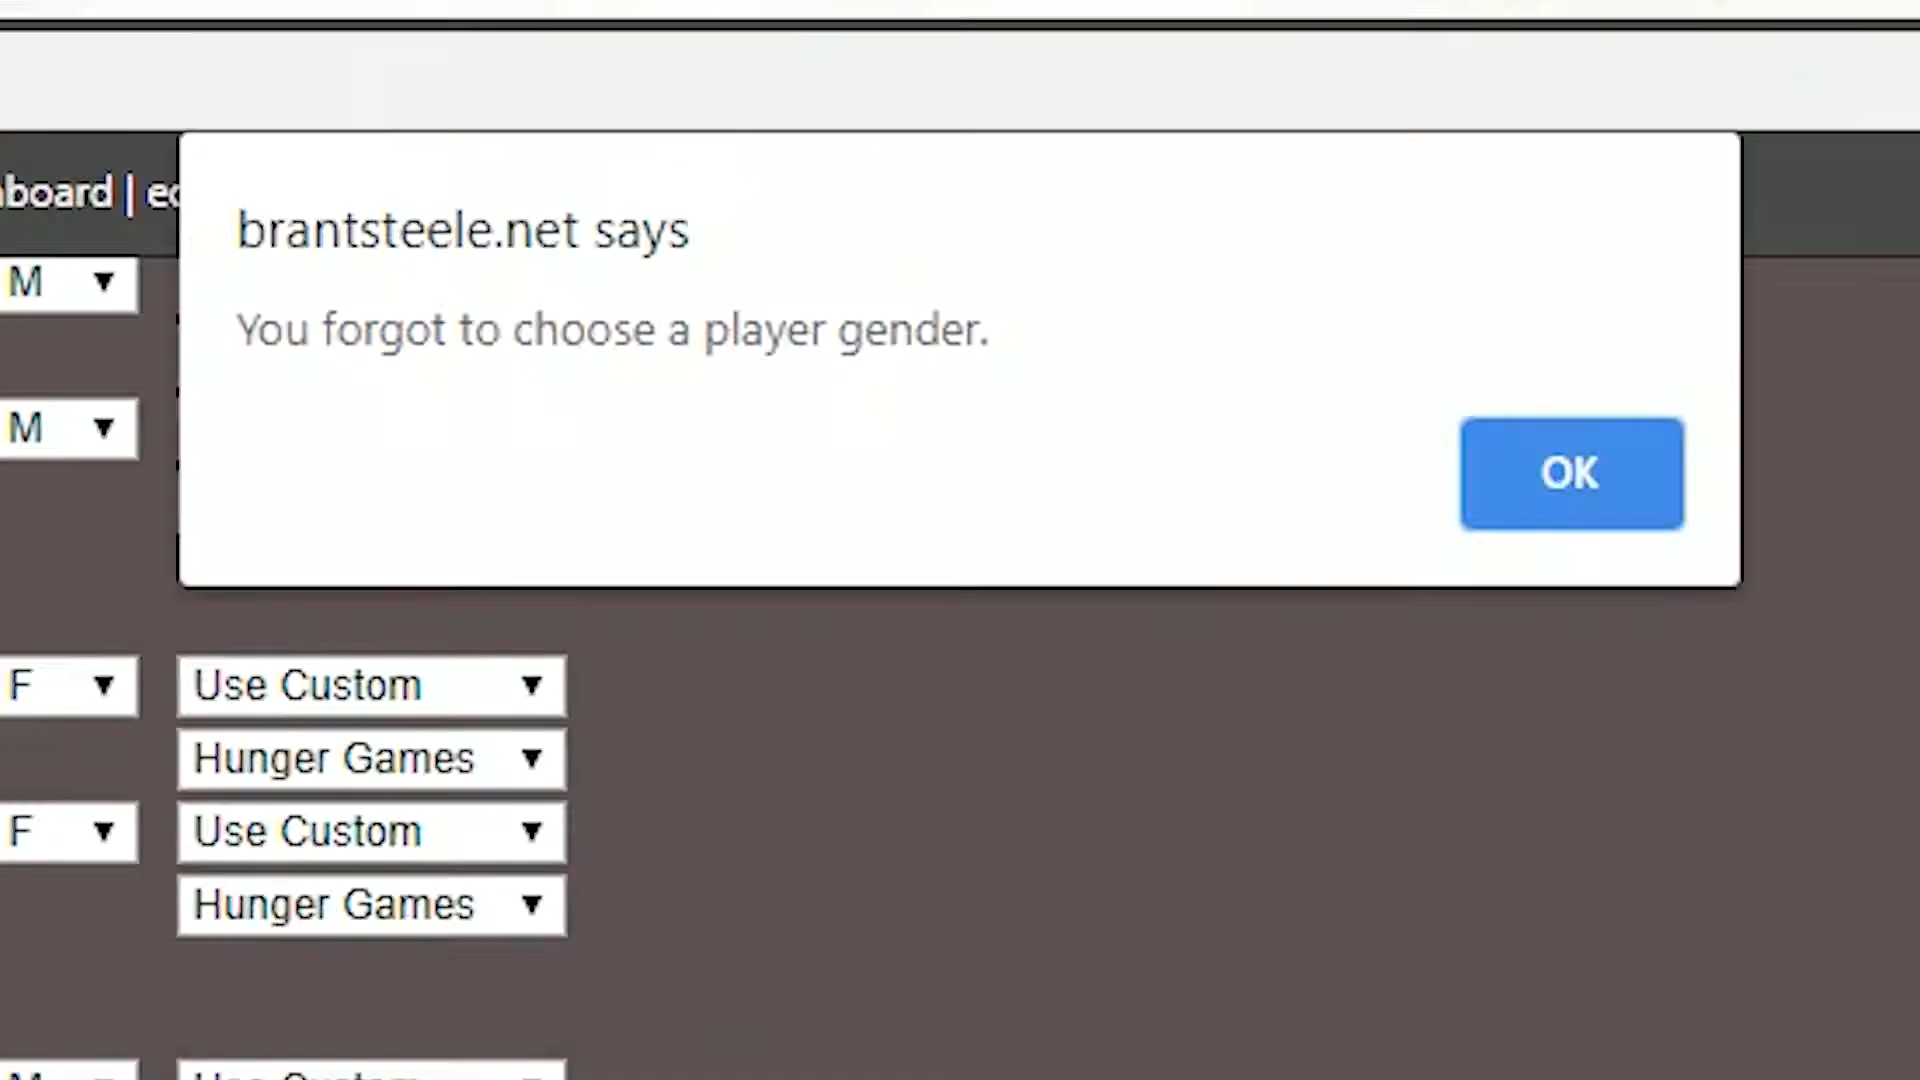 brantsteele.net says
board | ed
M
You forgot to choose a player gender.
M
OK
F Use Custom
Hunger Games
F Use Custom
Hunger Games